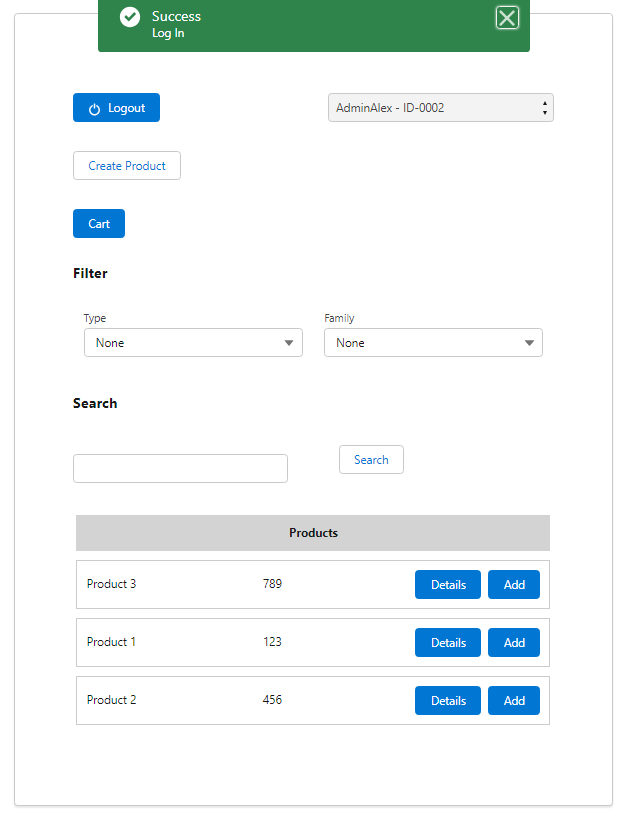 Success
Log In
Logout
AdminAlex - ID-0002
Create Product
Cart
Filter
Type
Family
None
None
Search
Search
Products
Product 3 789 Details Add
Product 1 123 Details Add
Product 2 456 Details Add